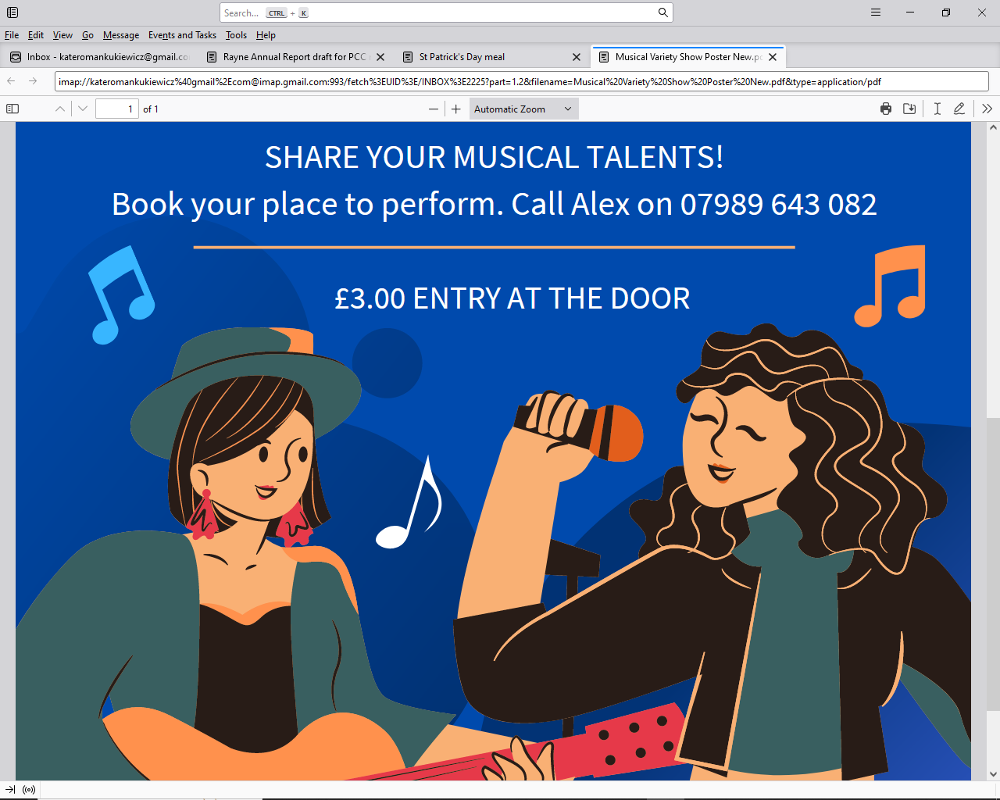 Search... CTRL + K
File Edit View Go Message Events and Tasks Tools Help
Inbox - kateromankukiewicz@gmail.co Rayne Annual Report draft for PCC St Patrick's Day meal Musical Variety Show Poster New.pd
imap://kateromankukiewicz%40gmail%2Ecom@imap.gmail.com:993/fetch%3EUID%3E/INBOX%3E2225?part=1.2&filename=Musical%20Variety%20Show%20Poster%20New.pdf&type=application/pdf
1 of 1 Automatic Zoom
SHARE YOUR MUSICAL TALENTS!
Book your place to perform. Call Alex on 07989 643 082
£3.00 ENTRY AT THE DOOR